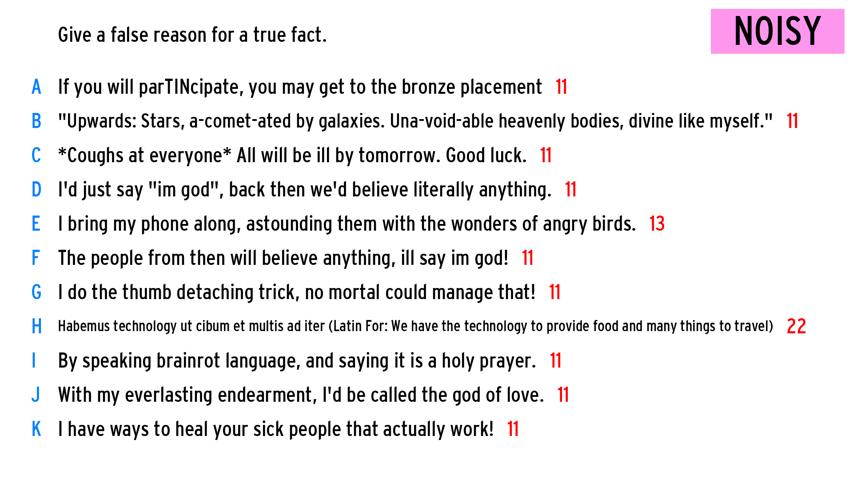 Give a false reason for a true fact.
NOISY
A If you will parTINcipate, you may get to the bronze placement 11
B "Upwards: Stars, a-comet-ated by galaxies. Una-void-able heavenly bodies, divine like myself." 11
C *Coughs at everyone* All will be ill by tomorrow. Good luck. 11
D I'd just say "im god", back then we'd believe literally anything. 11
E I bring my phone along, astounding them with the wonders of angry birds. 13
F The people from then will believe anything, ill say im god! 11
G I do the thumb detaching trick, no mortal could manage that! 11
H Habemus technology ut cibum et multis ad iter (Latin For: We have the technology to provide food and many things to travel) 22
I By speaking brainrot language, and saying it is a holy prayer. 11
J With my everlasting endearment, I'd be called the god of love. 11
K I have ways to heal your sick people that actually work! 11